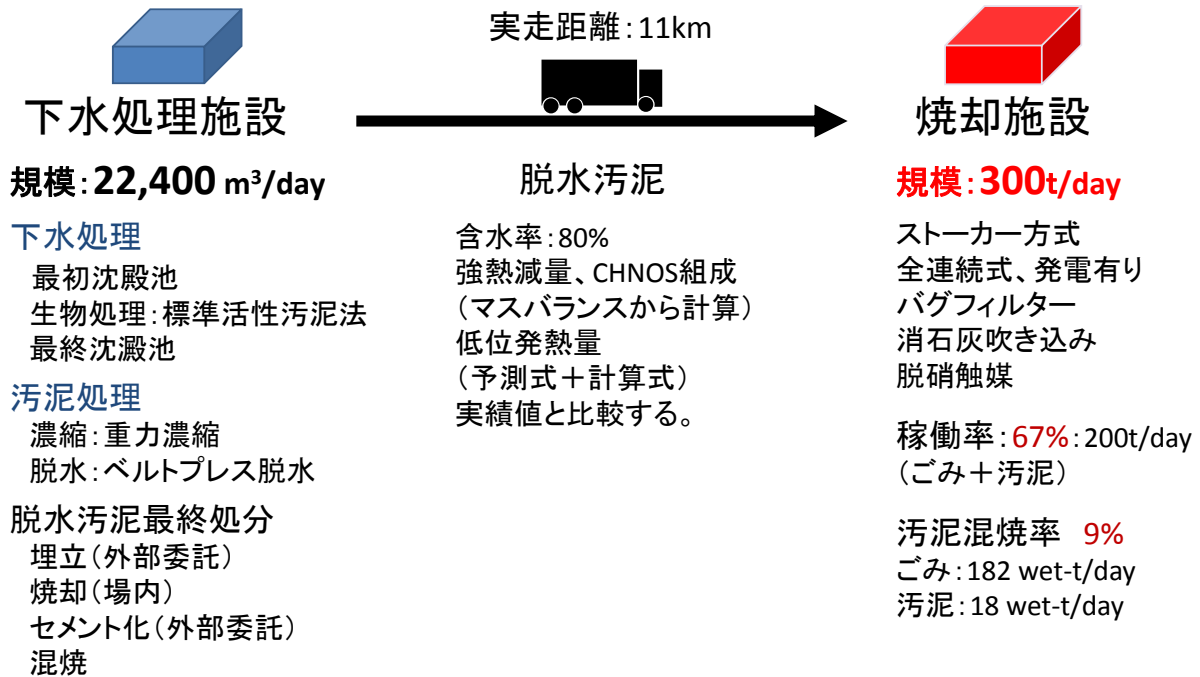 実走距離：11km
下水処理施設
規模：22,400 m³/day
下水処理
最初沈殿池
生物処理：標準活性汚泥法
最終沈澱池
汚泥処理
濃縮：重力濃縮
脱水：ベルトプレス脱水
脱水汚泥最終処分
埋立（外部委託）
焼却（場内）
セメント化（外部委託）
混焼
脱水汚泥
含水率：80%
強熱減量、CHNOS組成
（マスバランスから計算）
低位発熱量
（予測式＋計算式）
実績値と比較する。
焼却施設
規模：300t/day
ストーカー方式
全連続式、発電有り
バグフィルター
消石灰吹き込み
脱硝触媒
稼働率：67%：200t/day
（ごみ＋汚泥）
汚泥混焼率 9%
ごみ：182 wet-t/day
汚泥：18 wet-t/day